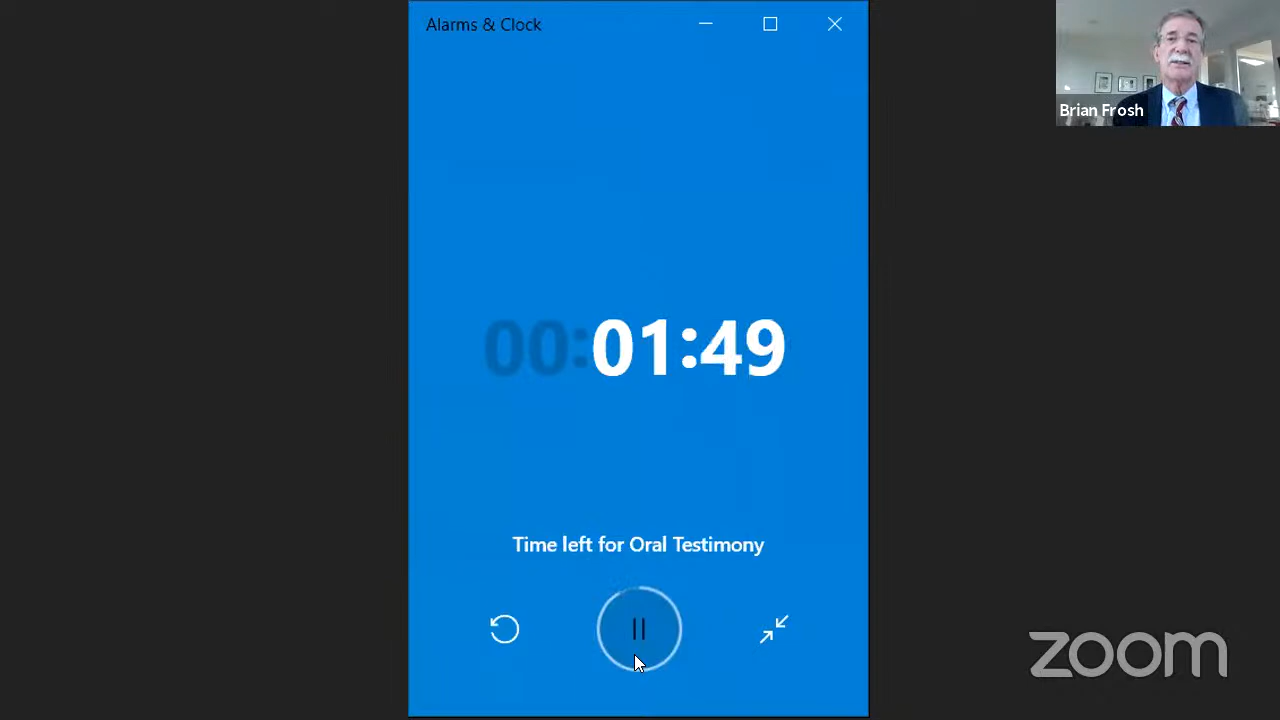 Alarms & Clock
Brian Frosh
00:01:49
Time left for Oral Testimony
zoom